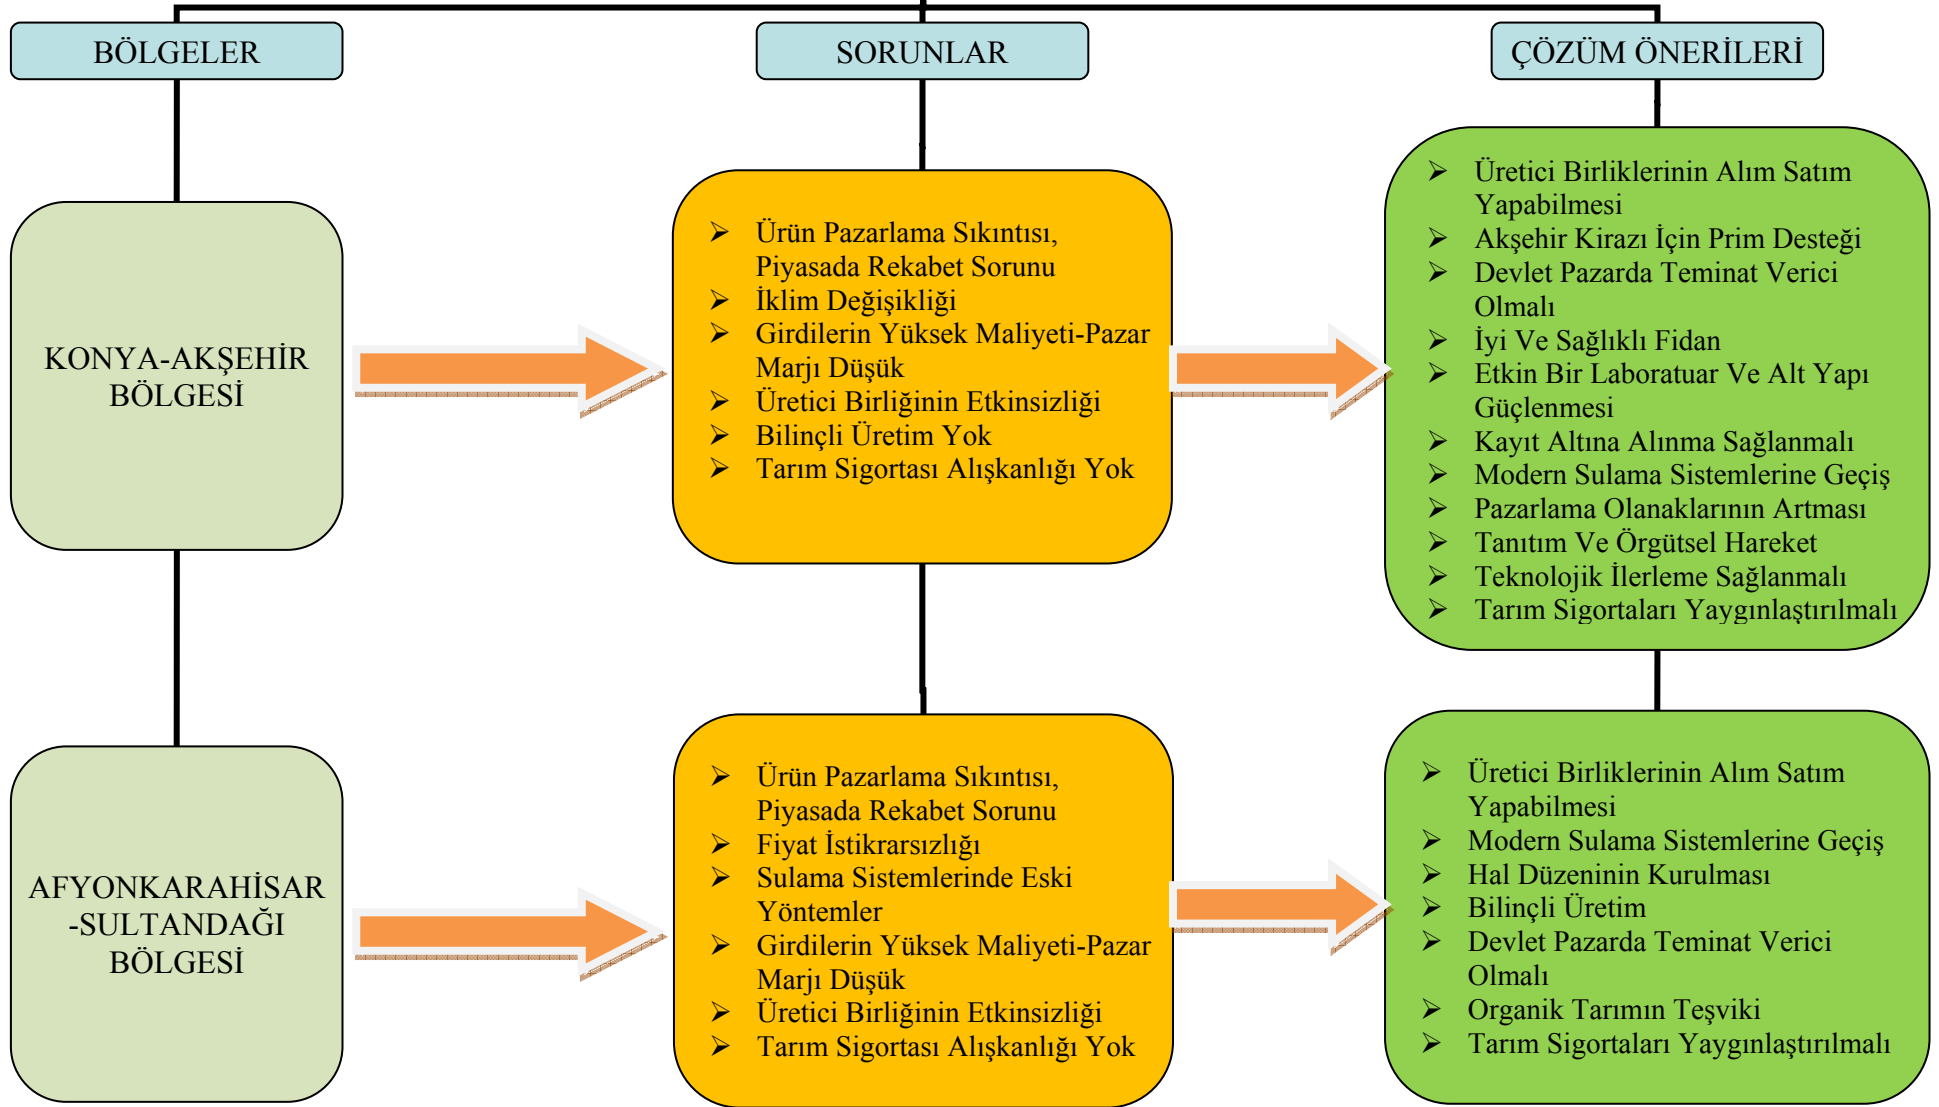 BÖLGELER
SORUNLAR
ÇÖZÜM ÖNERİLERİ
KONYA-AKŞEHİR
BÖLGESİ
➢ Ürün Pazarlama Sıkıntısı,
Piyasada Rekabet Sorunu
➢ İklim Değişikliği
➢ Girdilerin Yüksek Maliyeti-Pazar
Marjı Düşük
➢ Üretici Birliğinin Etkinsizliği
➢ Bilinçli Üretim Yok
➢ Tarım Sigortası Alışkanlığı Yok
➢ Üretici Birliklerinin Alım Satım
Yapabilmesi
➢ Akşehir Kirazı İçin Prim Desteği
➢ Devlet Pazarda Teminat Verici
Olmalı
➢ İyi Ve Sağlıklı Fidan
➢ Etkin Bir Laboratuar Ve Alt Yapı
Güçlenmesi
➢ Kayıt Altına Alınma Sağlanmalı
➢ Modern Sulama Sistemlerine Geçiş
➢ Pazarlama Olanaklarının Artması
➢ Tanıtım Ve Örgütsel Hareket
➢ Teknolojik İlerleme Sağlanmalı
➢ Tarım Sigortaları Yaygınlaştırılmalı
AFYONKARAHİSAR
-SULTANDAĞI
BÖLGESİ
➢ Ürün Pazarlama Sıkıntısı,
Piyasada Rekabet Sorunu
➢ Fiyat İstikrarsızlığı
➢ Sulama Sistemlerinde Eski
Yöntemler
➢ Girdilerin Yüksek Maliyeti-Pazar
Marjı Düşük
➢ Üretici Birliğinin Etkinsizliği
➢ Tarım Sigortası Alışkanlığı Yok
➢ Üretici Birliklerinin Alım Satım
Yapabilmesi
➢ Modern Sulama Sistemlerine Geçiş
➢ Hal Düzeninin Kurulması
➢ Bilinçli Üretim
➢ Devlet Pazarda Teminat Verici
Olmalı
➢ Organik Tarımın Teşviki
➢ Tarım Sigortaları Yaygınlaştırılmalı